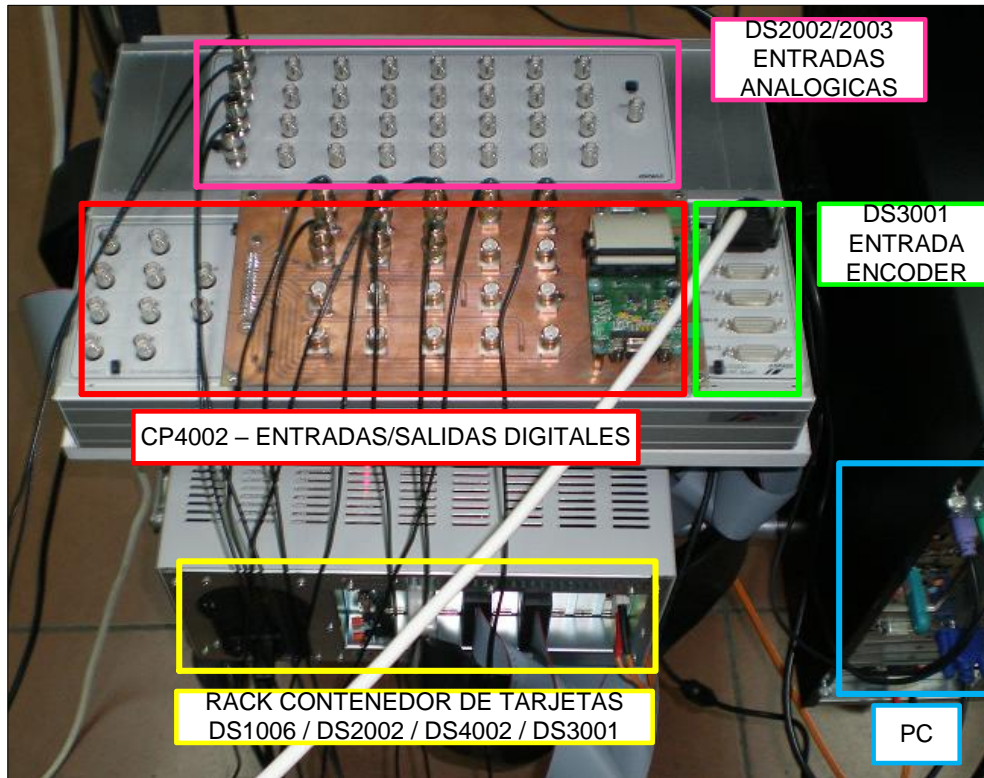 DS2002/2003
ENTRADAS
ANALOGICAS
DS3001
ENTRADA
ENCODER
CP4002 – ENTRADAS/SALIDAS DIGITALES
RACK CONTENEDOR DE TARJETAS
DS1006 / DS2002 / DS4002 / DS3001
PC